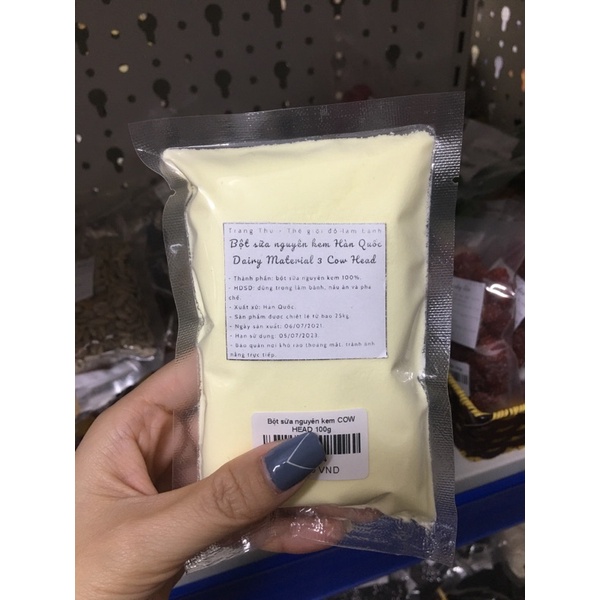 Trang Thu - Thế giới đồ làm bánh
Bột sữa nguyên kem Hàn Quốc
Dairy Material 3 Cow Head
- Thành phần: bột sữa nguyên kem 100%.
- HDSD: dùng trong làm bánh, nấu ăn và pha
chế.
- Xuất xứ: Hàn Quốc.
- Sản phẩm được chiết lẻ từ bao 25kg.
- Ngày sản xuất: 06/07/2021
- Hạn sử dụng: 05/07/2023
- Bảo quản nơi khô ráo thoáng mát, tránh ánh
nắng trực tiếp.
Bột sữa nguyên kem COW
HEAD 100g
VND